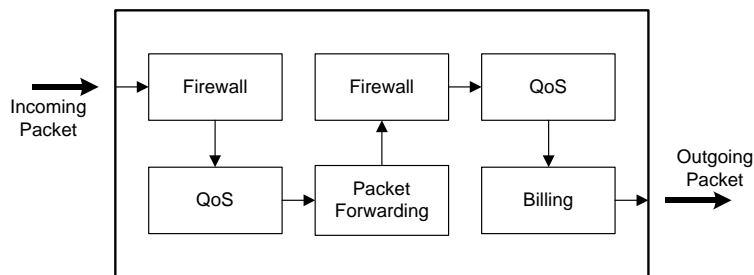 Incoming
Packet
Firewall
QoS
Packet
Forwarding
Firewall
QoS
Billing
Outgoing
Packet